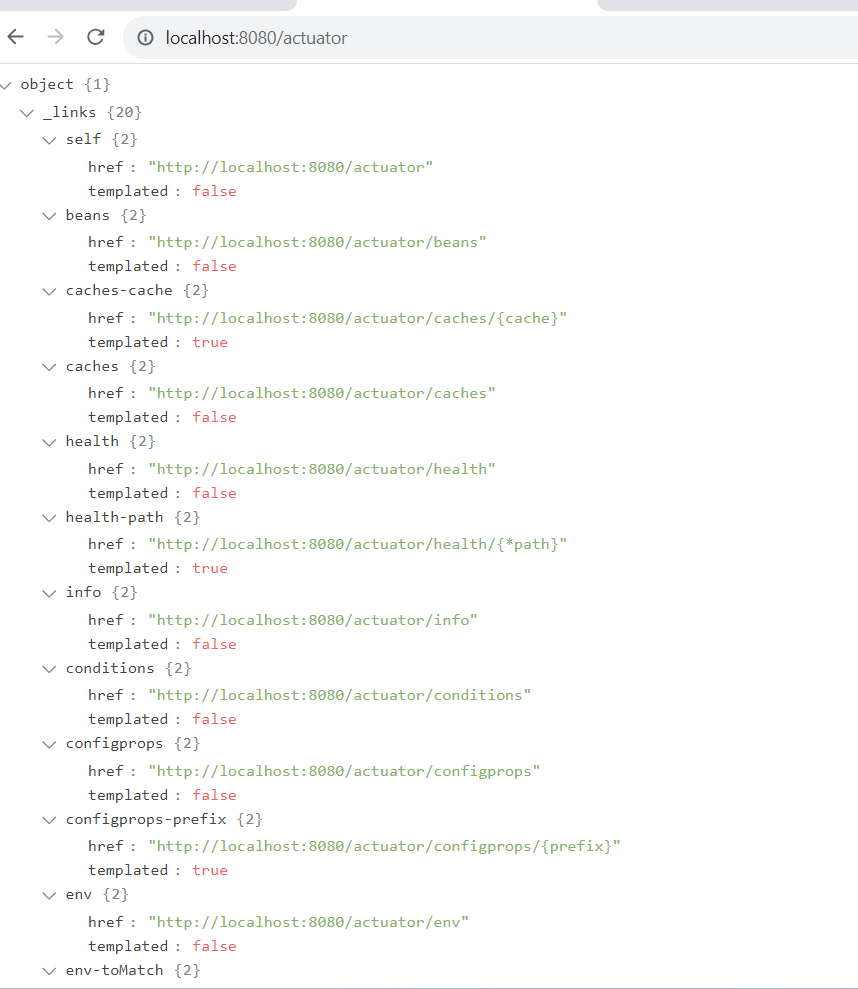 localhost:8080/actuator
object {1}
_links {20}
self {2}
href : "http://localhost:8080/actuator"
templated : false
beans {2}
href : "http://localhost:8080/actuator/beans"
templated : false
caches-cache {2}
href : "http://localhost:8080/actuator/caches/{cache}"
templated : true
caches {2}
href : "http://localhost:8080/actuator/caches"
templated : false
health {2}
href : "http://localhost:8080/actuator/health"
templated : false
health-path {2}
href : "http://localhost:8080/actuator/health/{*path}"
templated : true
info {2}
href : "http://localhost:8080/actuator/info"
templated : false
conditions {2}
href : "http://localhost:8080/actuator/conditions"
templated : false
configprops {2}
href : "http://localhost:8080/actuator/configprops"
templated : false
configprops-prefix {2}
href : "http://localhost:8080/actuator/configprops/{prefix}"
templated : true
env {2}
href : "http://localhost:8080/actuator/env"
templated : false
env-toMatch {2}